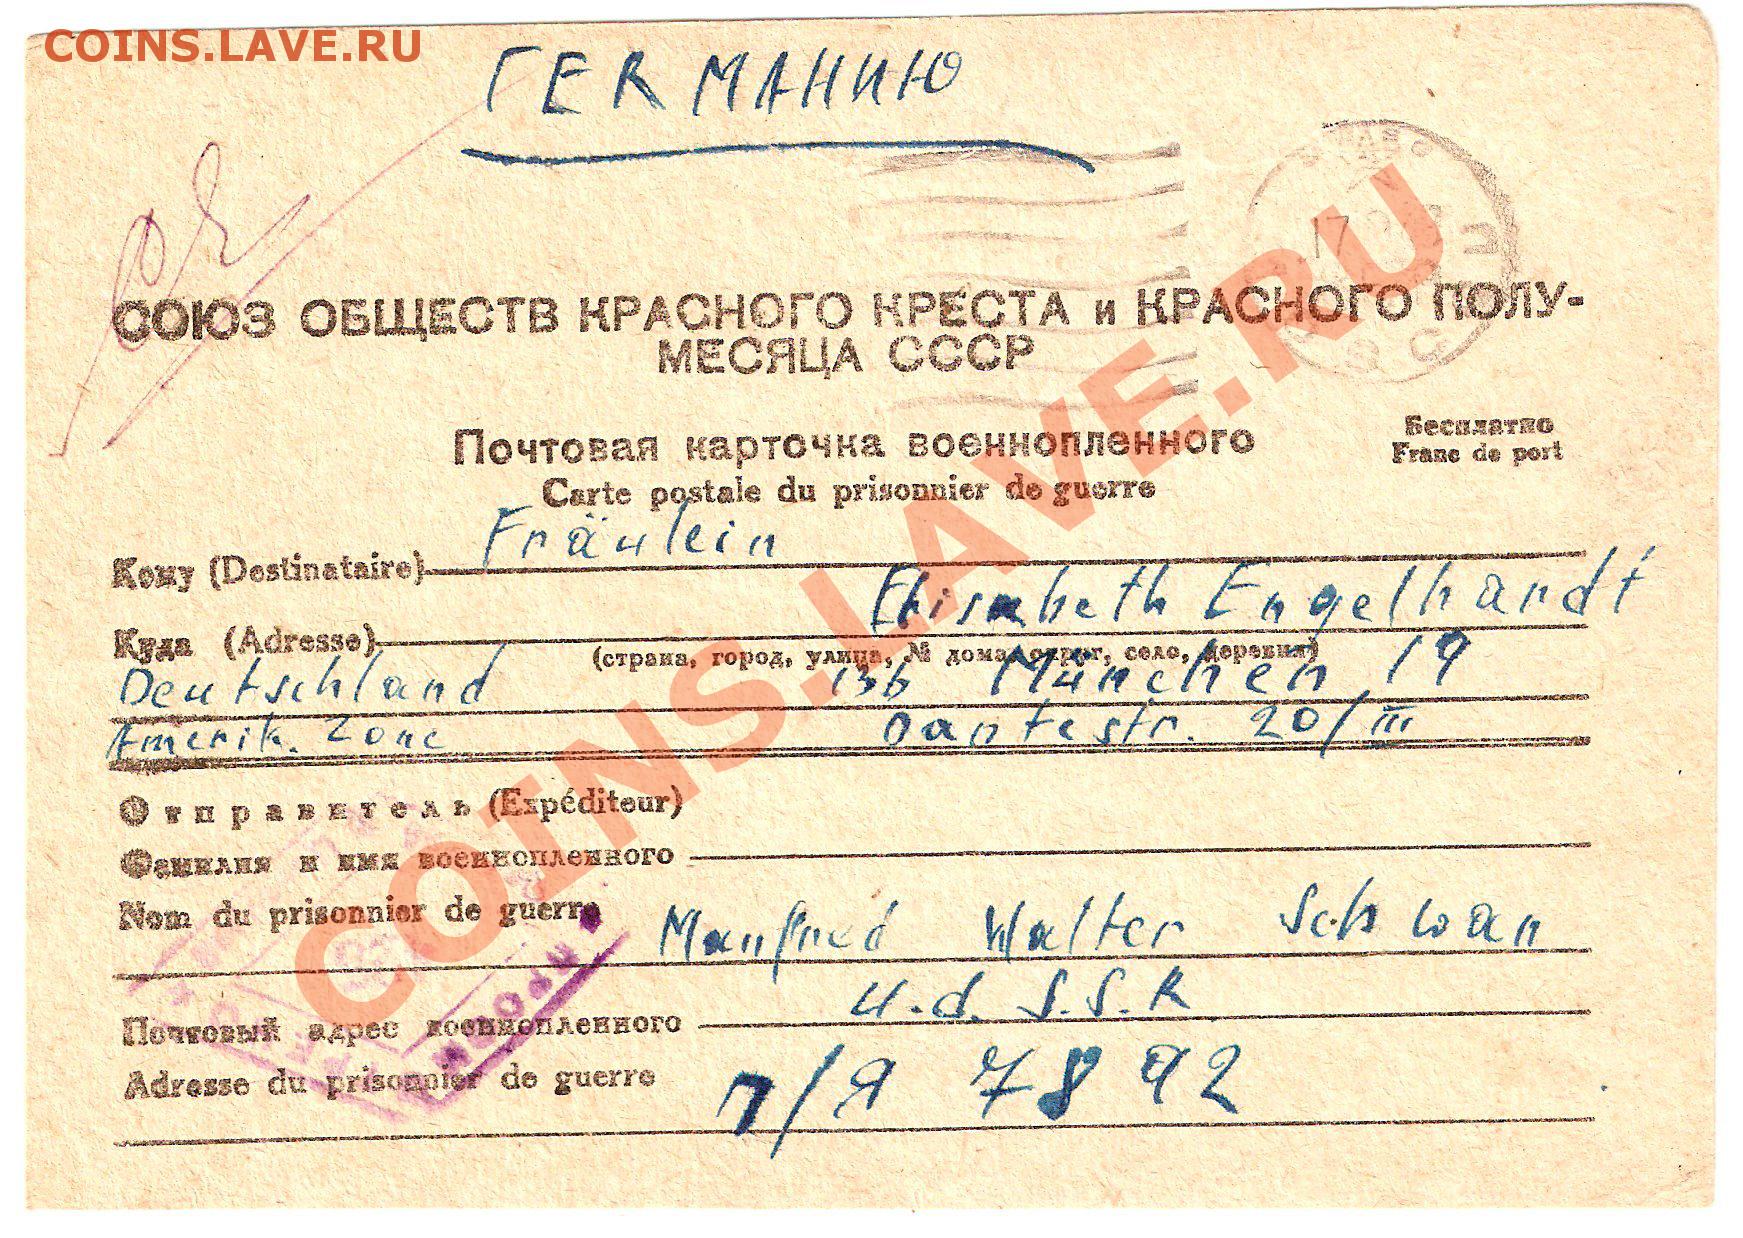 COINS.LAVE.RU
ГЕRМАНИЮ
СОЮЗ ОБЩЕСТВ КРАСНОГО КРЕСТА и КРАСНОГО ПОЛУ-
МЕСЯЦА СССР
Почтовая карточка военнопленного
Бесплатно
Carte postale du prisonnier de guerre
Franc de port
Кому (Destinataire) Fräulein
Elisabeth Engelhardt
Куда (Adresse)
(страна, город, улица, № дома, округ, село, деревня)
Deutschland 13b München 19
Amerik. Zone Dantestr. 20/III
Отправитель (Expéditeur)
Фамилия и имя военнопленного
Nom du prisonnier de guerre Manfred Walter Schwan
U.d.S.S.R
Почтовый адрес военнопленного
Adresse du prisonnier de guerre п/я 7892
COINS.LAVE.RU